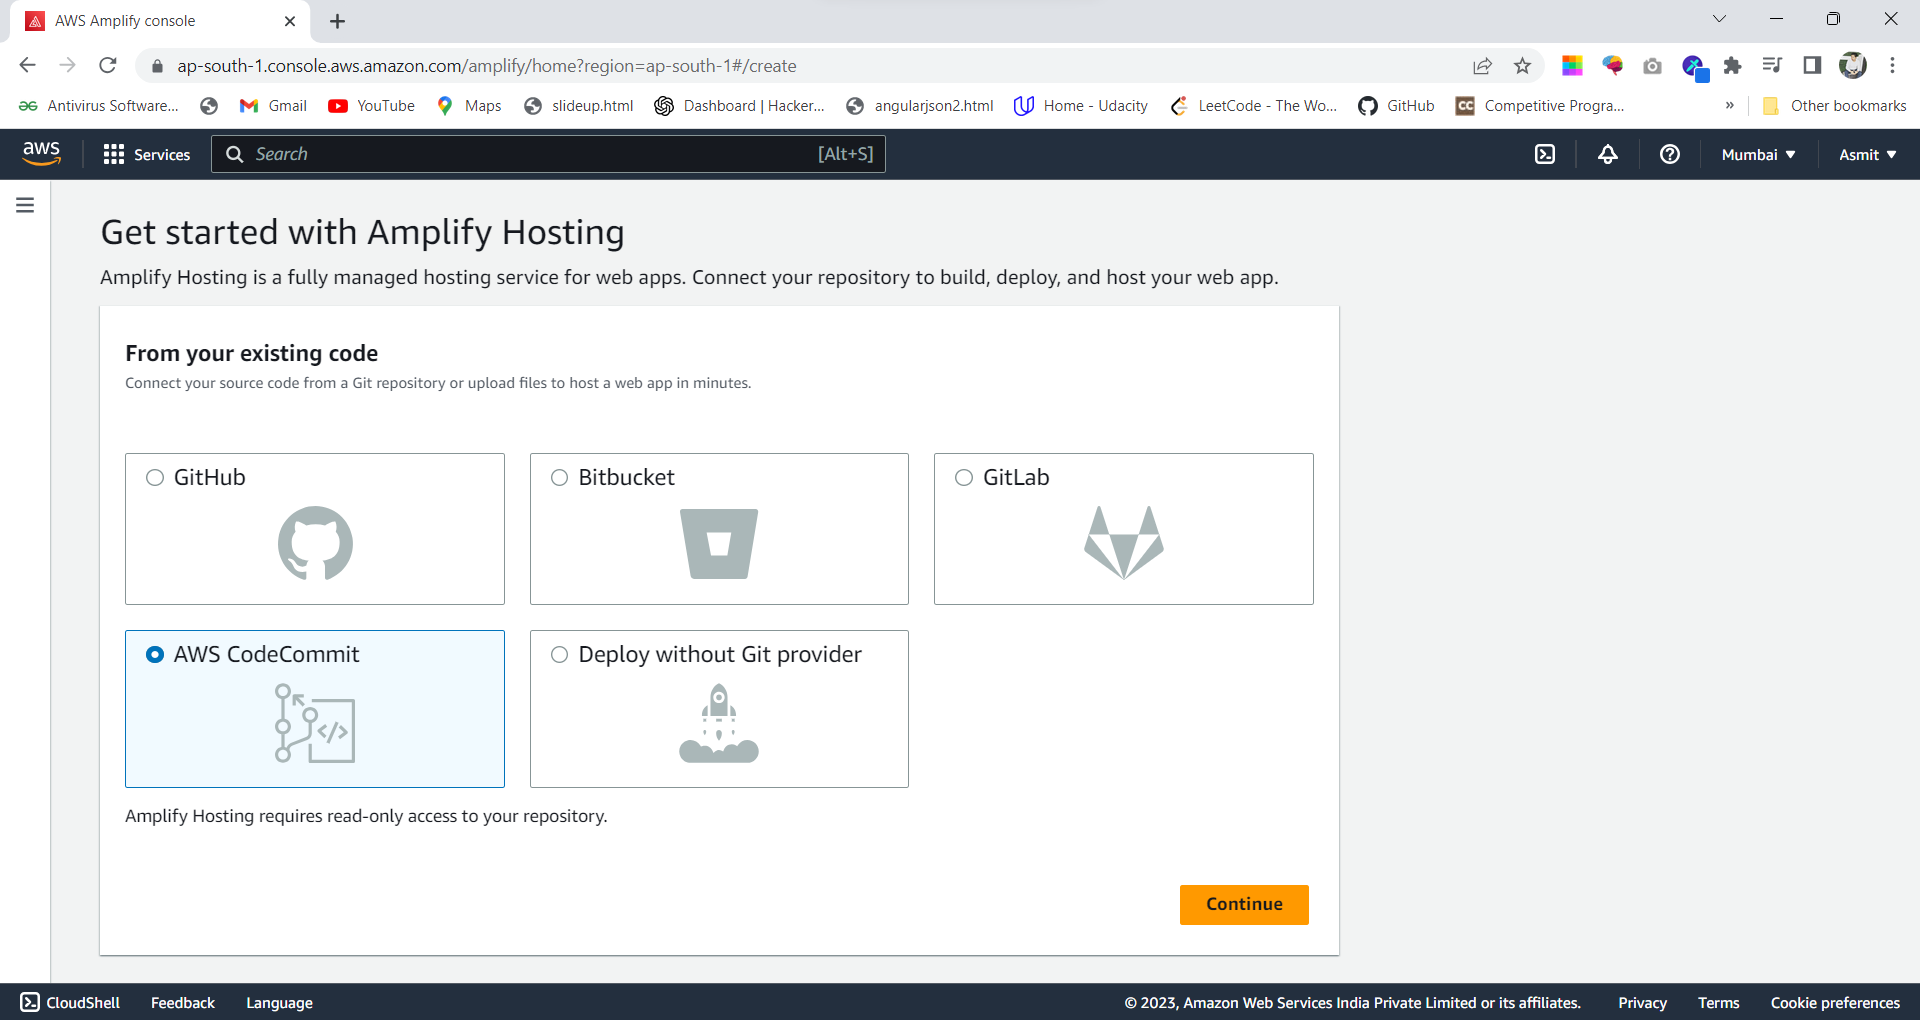 AWS Amplify console
ap-south-1.console.aws.amazon.com/amplify/home?region=ap-south-1#/create
Antivirus Software... Gmail YouTube Maps slideup.html Dashboard | Hacker... angularjson2.html Home - Udacity LeetCode - The Wo... GitHub CC Competitive Progra... » Other bookmarks
aws Services Search [Alt+S] Mumbai Asmit
Get started with Amplify Hosting
Amplify Hosting is a fully managed hosting service for web apps. Connect your repository to build, deploy, and host your web app.
From your existing code
Connect your source code from a Git repository or upload files to host a web app in minutes.
GitHub Bitbucket GitLab
AWS CodeCommit Deploy without Git provider
</>
Amplify Hosting requires read-only access to your repository.
Continue
CloudShell Feedback Language © 2023, Amazon Web Services India Private Limited or its affiliates. Privacy Terms Cookie preferences